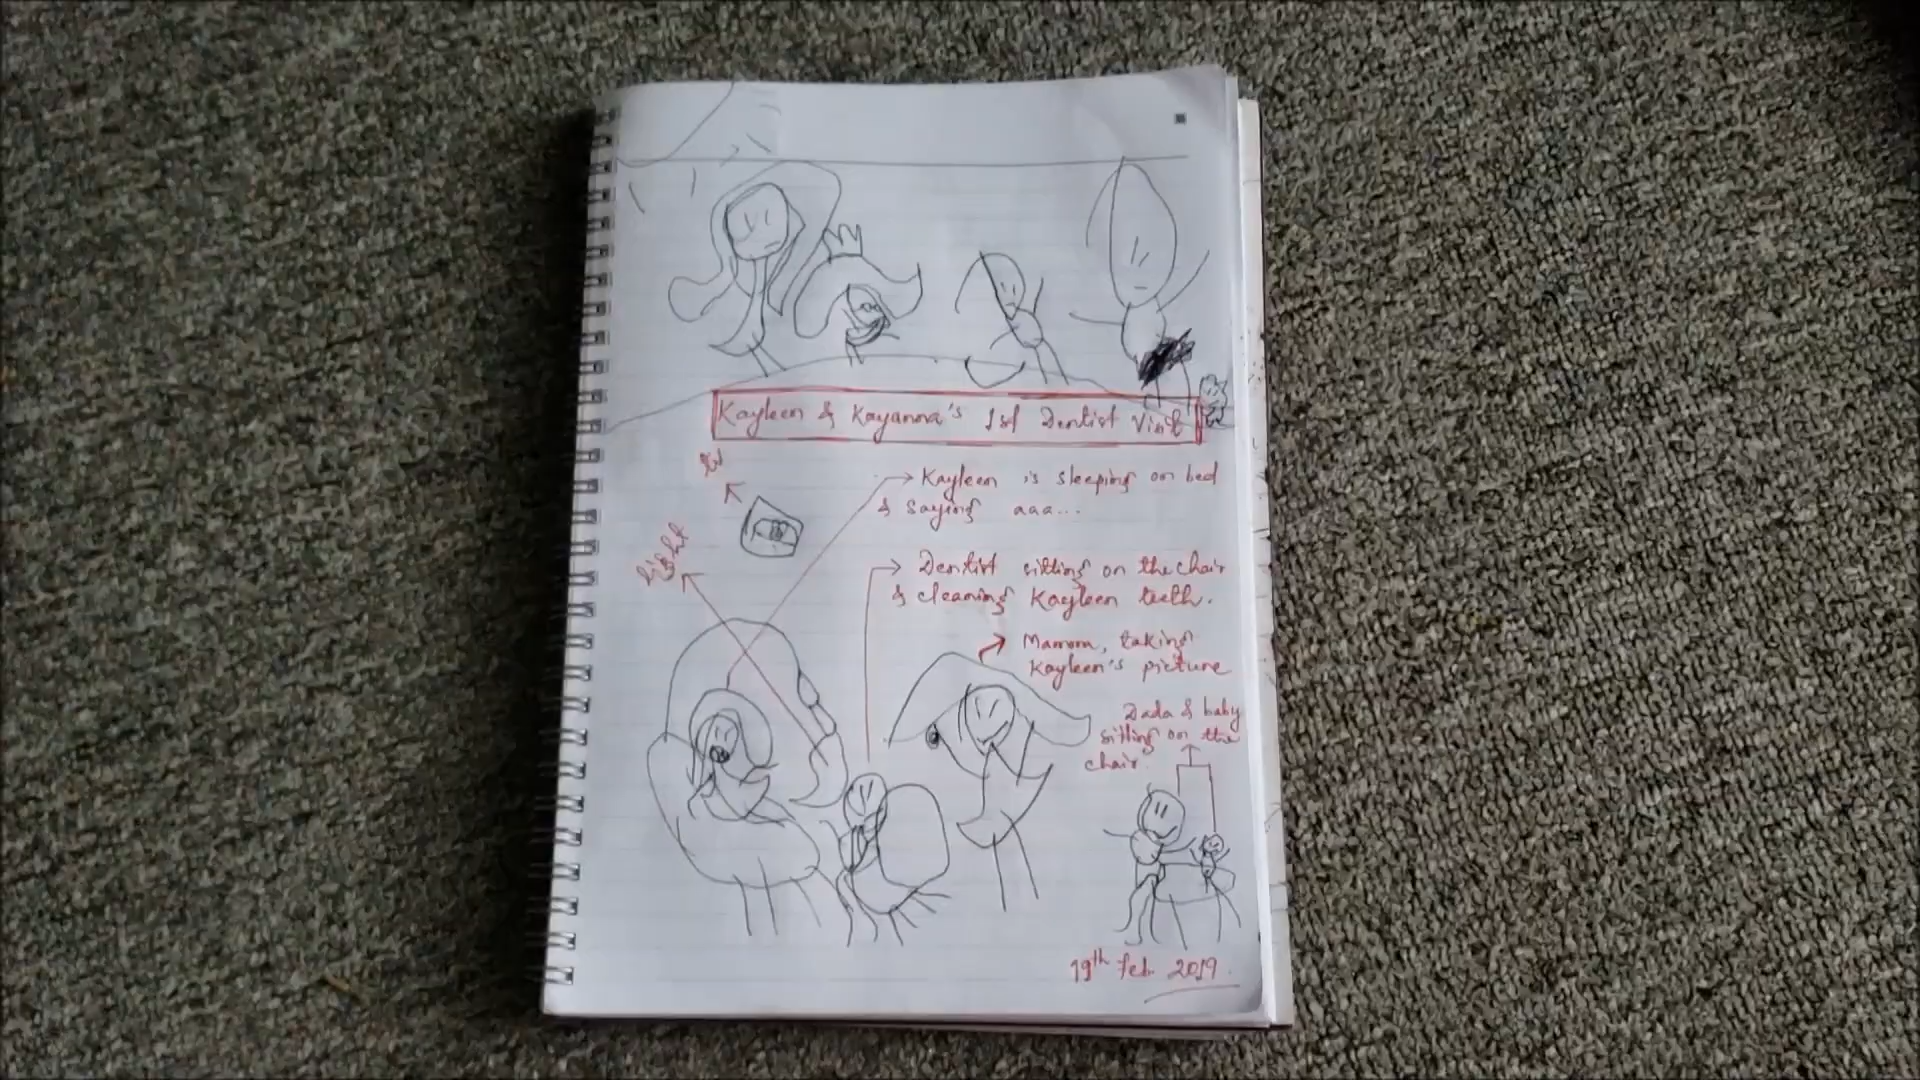 Kayleen & Kayanna's 1st Dentist Visit
Kayleen is sleeping on bed
& saying aaa...
light
Dentist sitting on the chair
& cleaning Kayleen teeth.
Mamma, taking
Kayleen's picture
Dada & baby
sitting on the
chair
19th Feb 2019